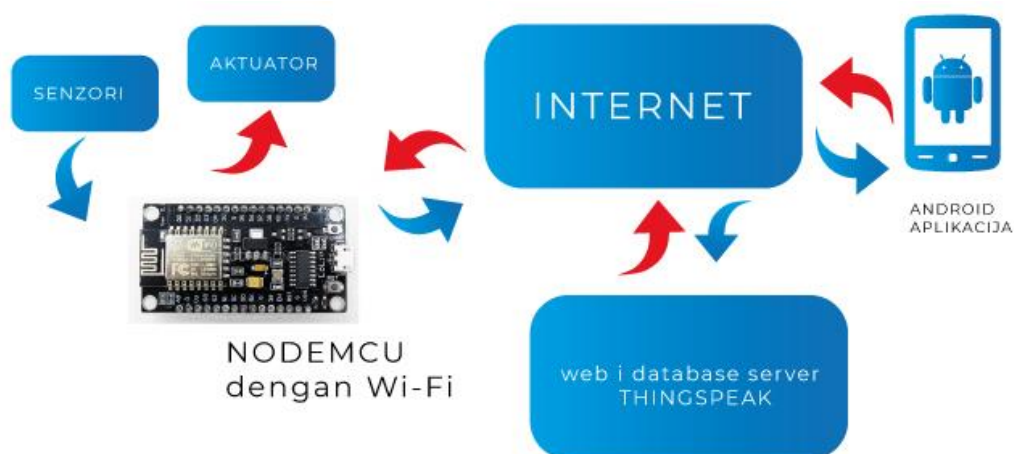 SENZORI
AKTUATOR
INTERNET
ANDROID
APLIKACIJA
NODEMCU
dengan Wi-Fi
web i database server
THINGSPEAK